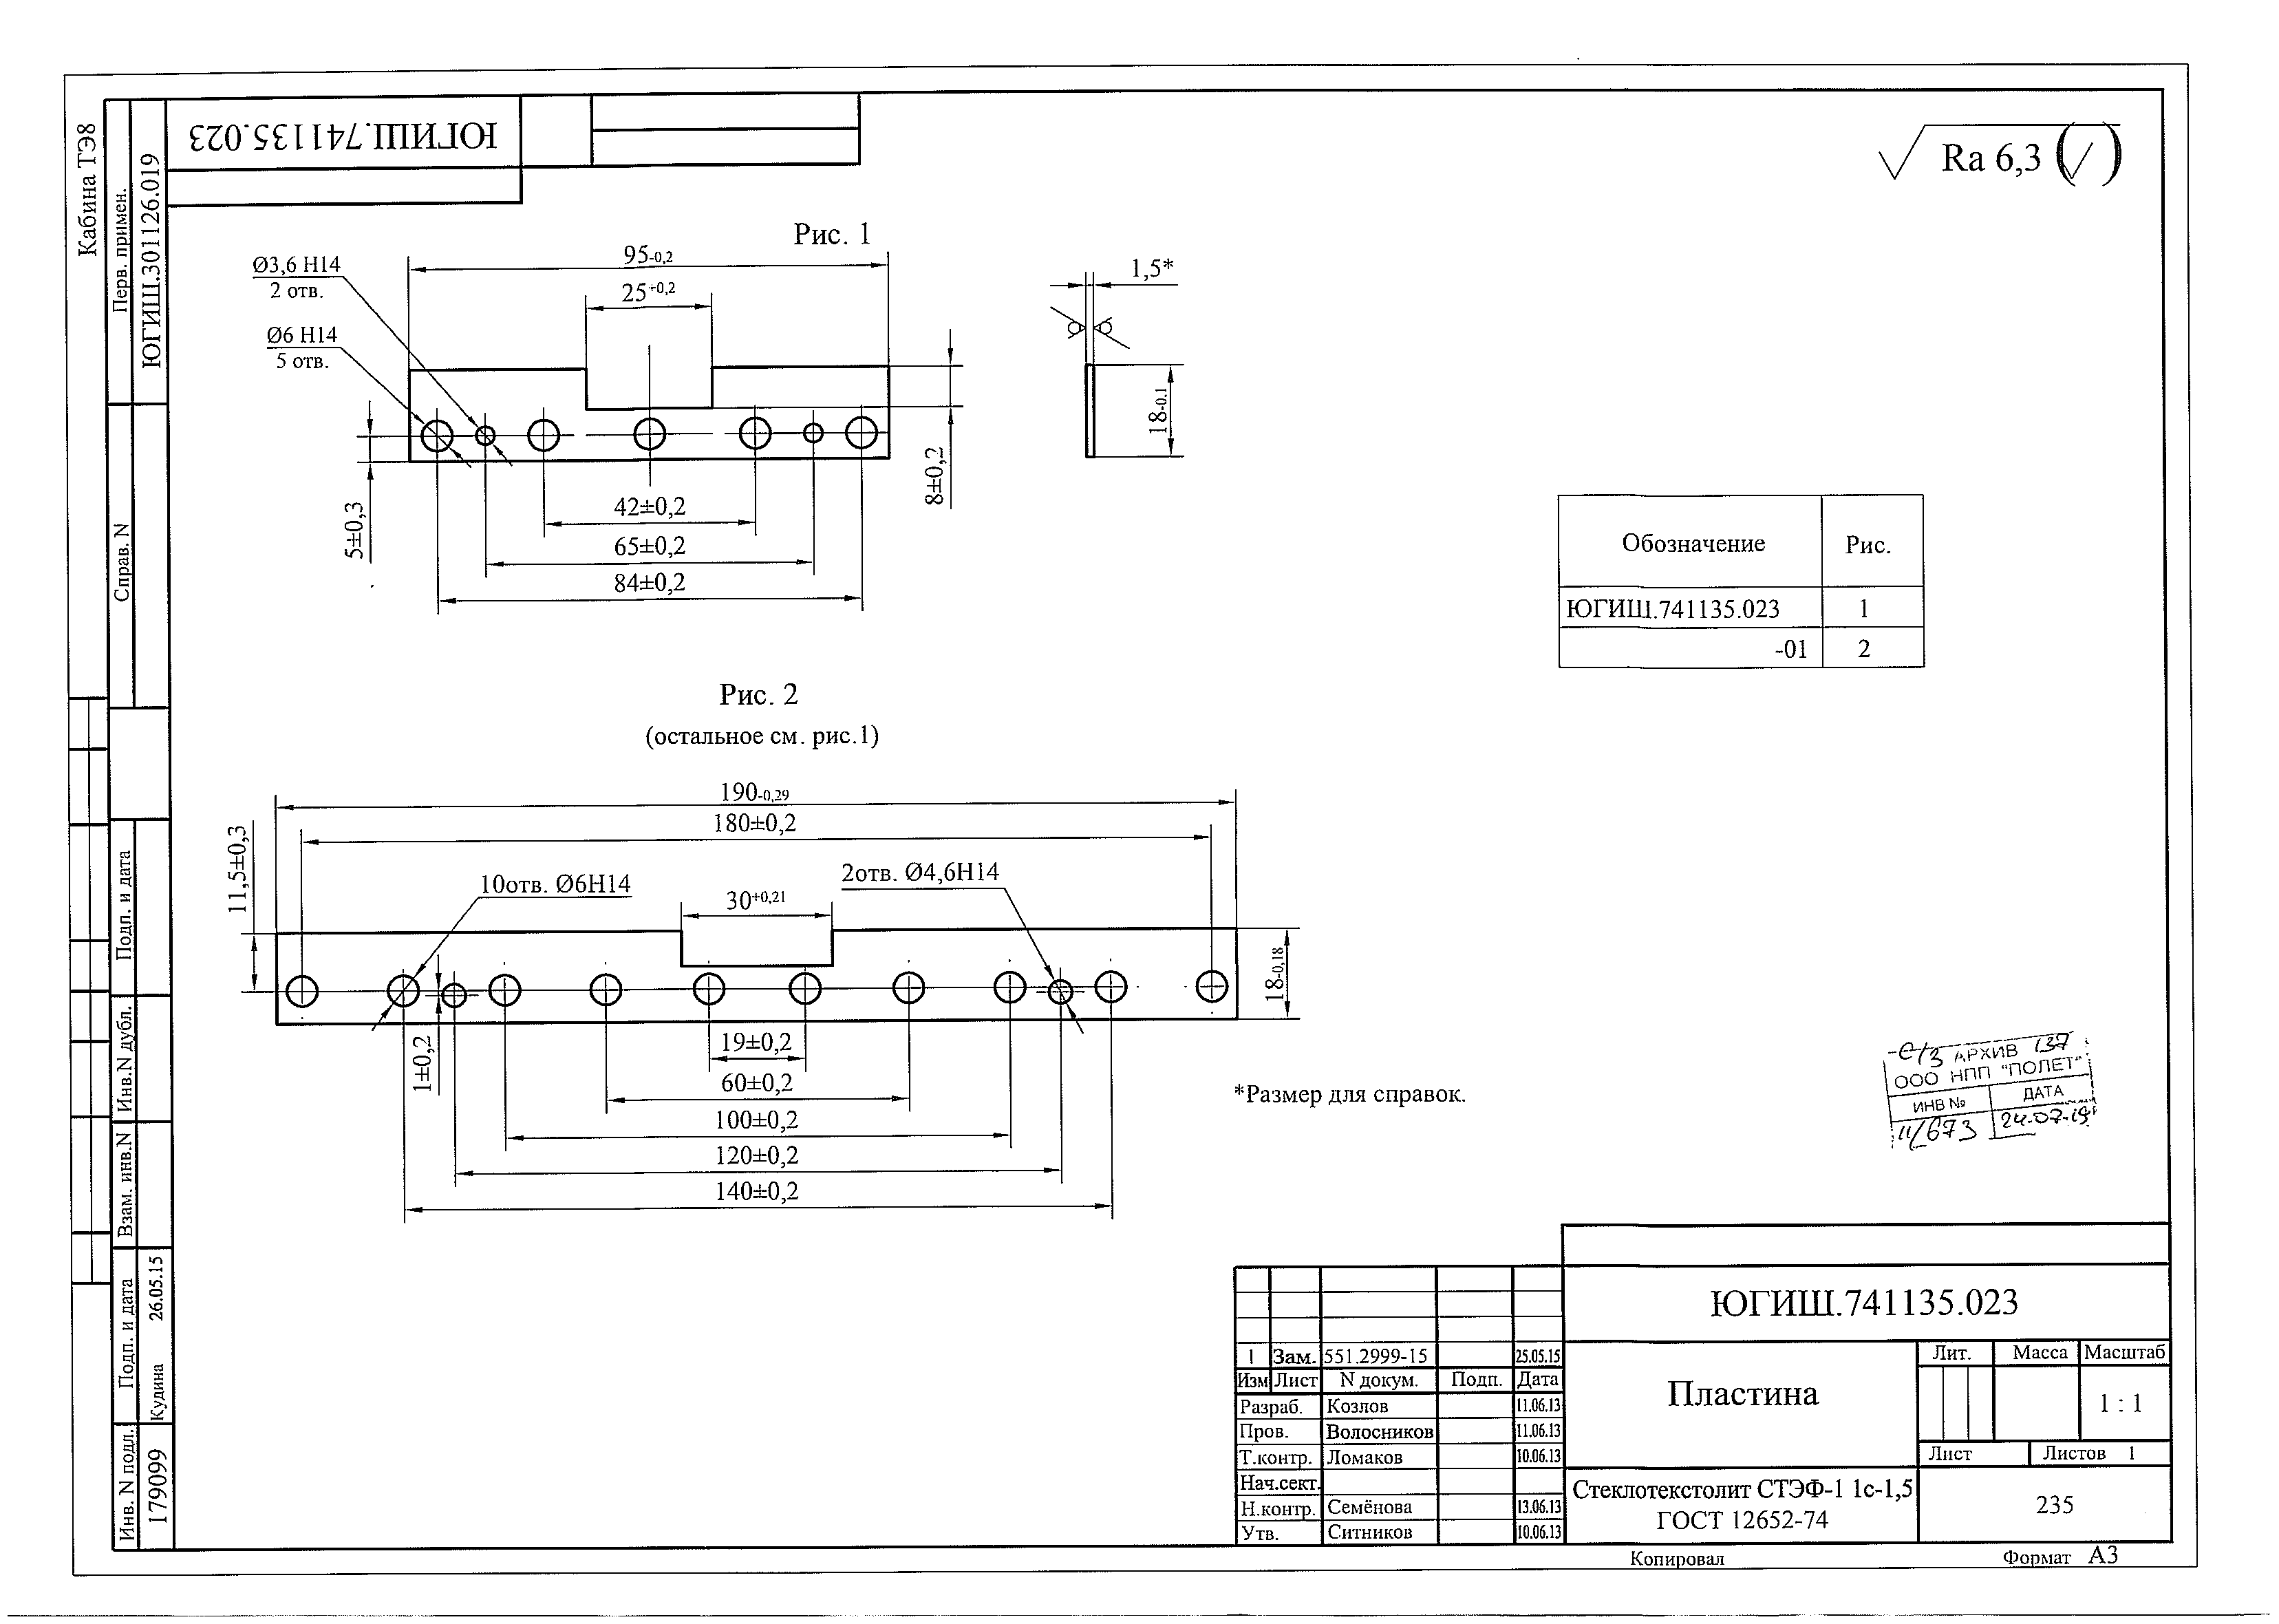 Кабина ТЭ8
Перв. примен.
ЮГИШ.301126.019
ЮГИШ.741135.023
Ra 6,3
Рис. 1
95-0,2
25+0,2
Ø3,6 H14
2 отв.
Ø6 H14
5 отв.
1,5*
18-0.1
8±0,2
5±0,3
42±0,2
65±0,2
84±0,2
Справ. N
Обозначение Рис.
ЮГИШ.741135.023 1
-01 2
Рис. 2
(остальное см. рис.1)
190-0,29
180±0,2
11,5±0,3
10отв. Ø6H14
30+0,21
2отв. Ø4,6H14
18-0,18
1±0,2
19±0,2
60±0,2
100±0,2
120±0,2
140±0,2
*Размер для справок.
АРХИВ 137
ООО НПП "ПОЛЕТ"
ИНВ № ДАТА
11/673 24.07.19
Подп. и дата
Инв.N дубл.
Взам. инв.N
Подп. и дата
Кудина 26.05.15
Инв. N подл.
179099
ЮГИШ.741135.023
1 Зам. 551.2999-15 25.05.15
Изм Лист N докум. Подп. Дата
Разраб. Козлов 11.06.13
Пров. Волосников 11.06.13
Т.контр. Ломаков 10.06.13
Нач.сект.
Н.контр. Семёнова 13.06.13
Утв. Ситников 10.06.13
Пластина
Лит. Масса Масштаб
1 : 1
Лист Листов 1
Стеклотекстолит СТЭФ-1 1с-1,5
ГОСТ 12652-74
235
Копировал Формат А3